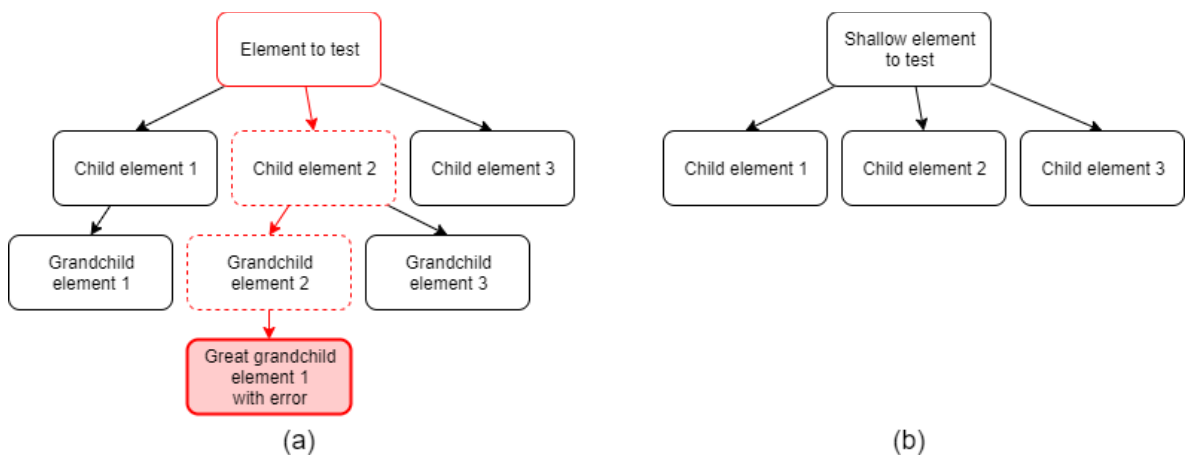 Element to test
Shallow element
to test
Child element 1
Child element 2
Child element 3
Child element 1
Child element 2
Child element 3
Grandchild
element 1
Grandchild
element 2
Grandchild
element 3
Great grandchild
element 1
with error
(a)
(b)